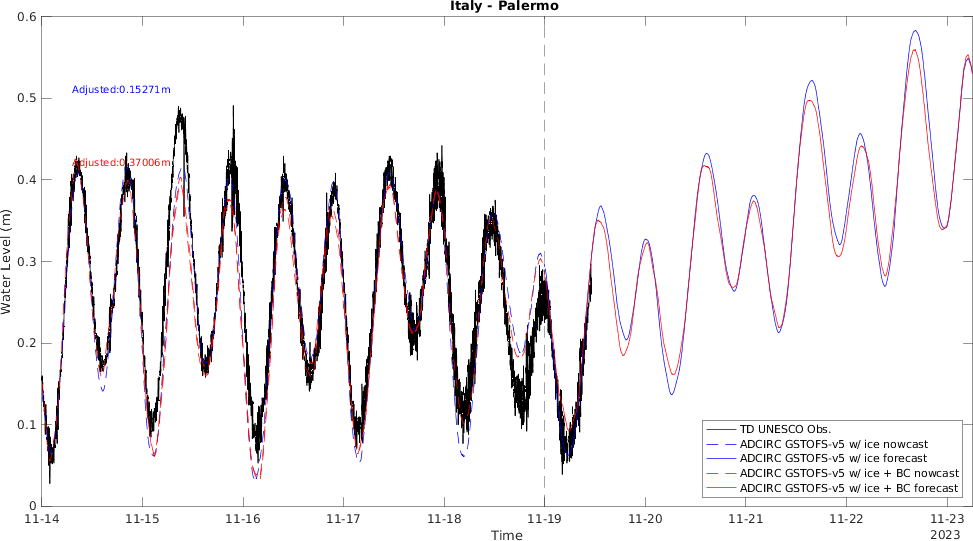 Italy - Palermo
Water Level (m)
0.6
0.5
0.4
0.3
0.2
0.1
0
Adjusted:0.15271m
Adjusted:0.37006m
TD UNESCO Obs.
ADCIRC GSTOFS-v5 w/ ice nowcast
ADCIRC GSTOFS-v5 w/ ice forecast
ADCIRC GSTOFS-v5 w/ ice + BC nowcast
ADCIRC GSTOFS-v5 w/ ice + BC forecast
11-14 11-15 11-16 11-17 11-18 11-19 11-20 11-21 11-22 11-23
2023
Time